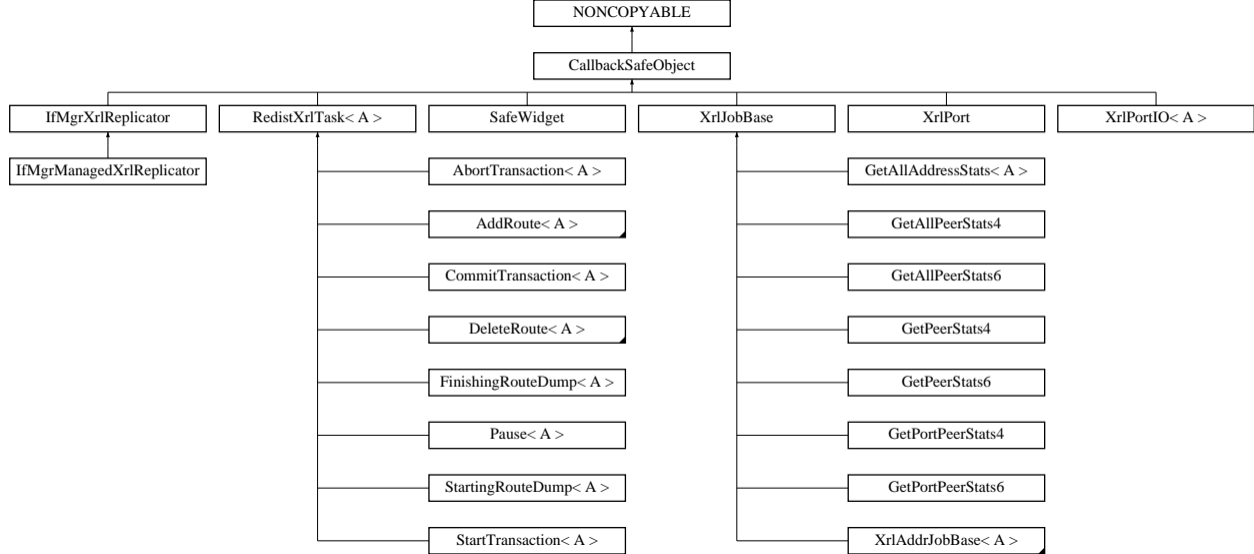 NONCOPYABLE
CallbackSafeObject
IfMgrXrlReplicator
RedistXrlTask< A >
SafeWidget
XrlJobBase
XrlPort
XrlPortIO< A >
IfMgrManagedXrlReplicator
AbortTransaction< A >
GetAllAddressStats< A >
AddRoute< A >
GetAllPeerStats4
CommitTransaction< A >
GetAllPeerStats6
DeleteRoute< A >
GetPeerStats4
FinishingRouteDump< A >
GetPeerStats6
Pause< A >
GetPortPeerStats4
StartingRouteDump< A >
GetPortPeerStats6
StartTransaction< A >
XrlAddrJobBase< A >